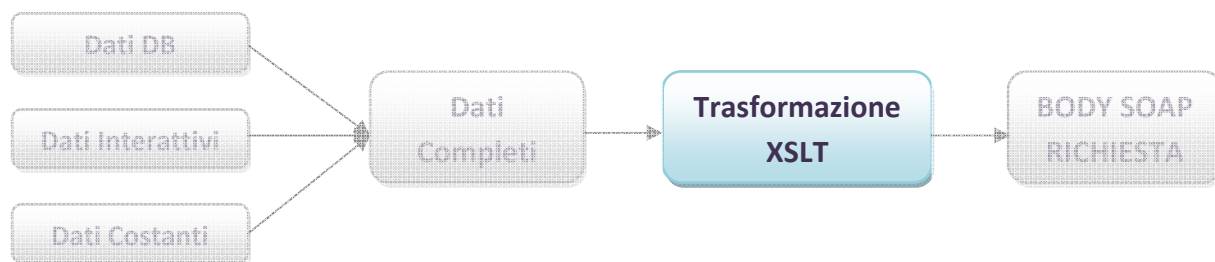 Dati DB
Dati Interattivi
Dati Costanti
Dati
Completi
Trasformazione
XSLT
BODY SOAP
RICHIESTA